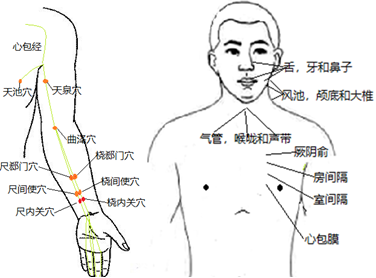 心包经
天池穴
天泉穴
曲泽穴
尺郄门穴
桡郄门穴
尺间使穴
桡间使穴
尺内关穴
桡内关穴
舌，牙和鼻子
风池，颅底和大椎
气管，喉咙和声带
厥阴俞
房间隔
室间隔
心包膜